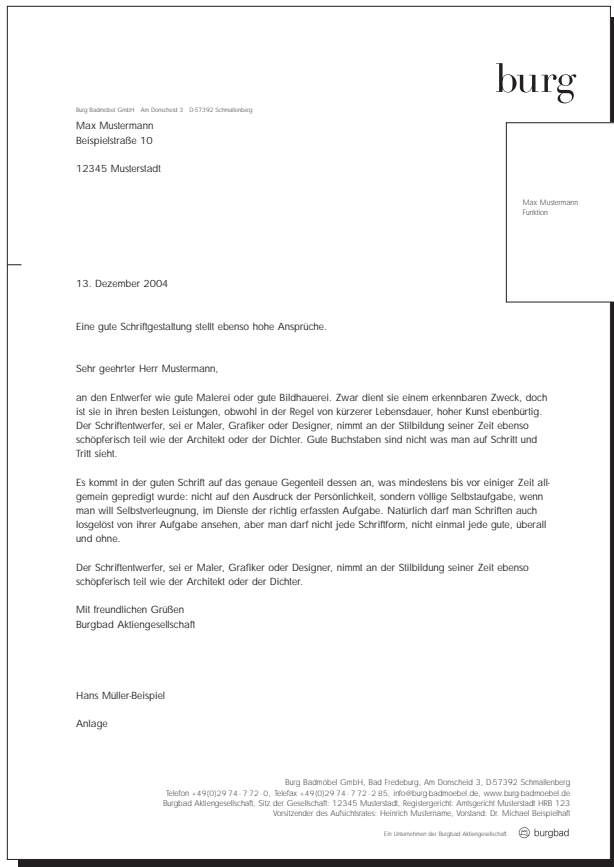 burg
Burg Badmöbel GmbH Am Donscheid 3 D-57392 Schmallenberg
Max Mustermann
Beispielstraße 10
12345 Musterstadt
Max Mustermann
Funktion
13. Dezember 2004
Eine gute Schriftgestaltung stellt ebenso hohe Ansprüche.
Sehr geehrter Herr Mustermann,
an den Entwerfer wie gute Malerei oder gute Bildhauerei. Zwar dient sie einem erkennbaren Zweck, doch
ist sie in ihren besten Leistungen, obwohl in der Regel von kürzerer Lebensdauer, hoher Kunst ebenbürtig.
Der Schriftentwerfer, sei er Maler, Grafiker oder Designer, nimmt an der Stilbildung seiner Zeit ebenso
schöpferisch teil wie der Architekt oder der Dichter. Gute Buchstaben sind nicht was man auf Schritt und
Tritt sieht.
Es kommt in der guten Schrift auf das genaue Gegenteil dessen an, was mindestens bis vor einiger Zeit all-
gemein gepredigt wurde: nicht auf den Ausdruck der Persönlichkeit, sondern völlige Selbstaufgabe, wenn
man will Selbstverleugnung, im Dienste der richtig erfassten Aufgabe. Natürlich darf man Schriften auch
losgelöst von ihrer Aufgabe ansehen, aber man darf nicht jede Schriftform, nicht einmal jede gute, überall
und ohne.
Der Schriftentwerfer, sei er Maler, Grafiker oder Designer, nimmt an der Stilbildung seiner Zeit ebenso
schöpferisch teil wie der Architekt oder der Dichter.
Mit freundlichen Grüßen
Burgbad Aktiengesellschaft
Hans Müller-Beispiel
Anlage
Burg Badmöbel GmbH, Bad Fredeburg, Am Donscheid 3, D-57392 Schmallenberg
Telefon +49(0)29 74 - 7 72 - 0, Telefax +49(0)29 74 - 7 72 - 2 85, info@burg-badmoebel.de, www.burg-badmoebel.de
Burgbad Aktiengesellschaft, Sitz der Gesellschaft: 12345 Musterstadt, Registergericht: Amtsgericht Musterstadt HRB 123
Vorsitzender des Aufsichtsrates: Heinrich Mustername, Vorstand: Dr. Michael Beispielhaft
Ein Unternehmen der Burgbad Aktiengesellschaft burgbad